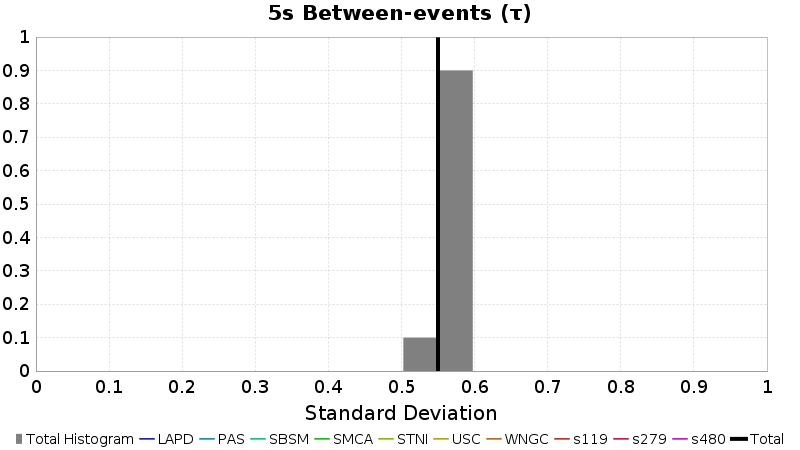 5s Between-events (τ)
1
0.9
0.8
0.7
0.6
0.5
0.4
0.3
0.2
0.1
0
0 0.1 0.2 0.3 0.4 0.5 0.6 0.7 0.8 0.9 1
Standard Deviation
Total Histogram LAPD PAS SBSM SMCA STNI USC WNGC s119 s279 s480 Total